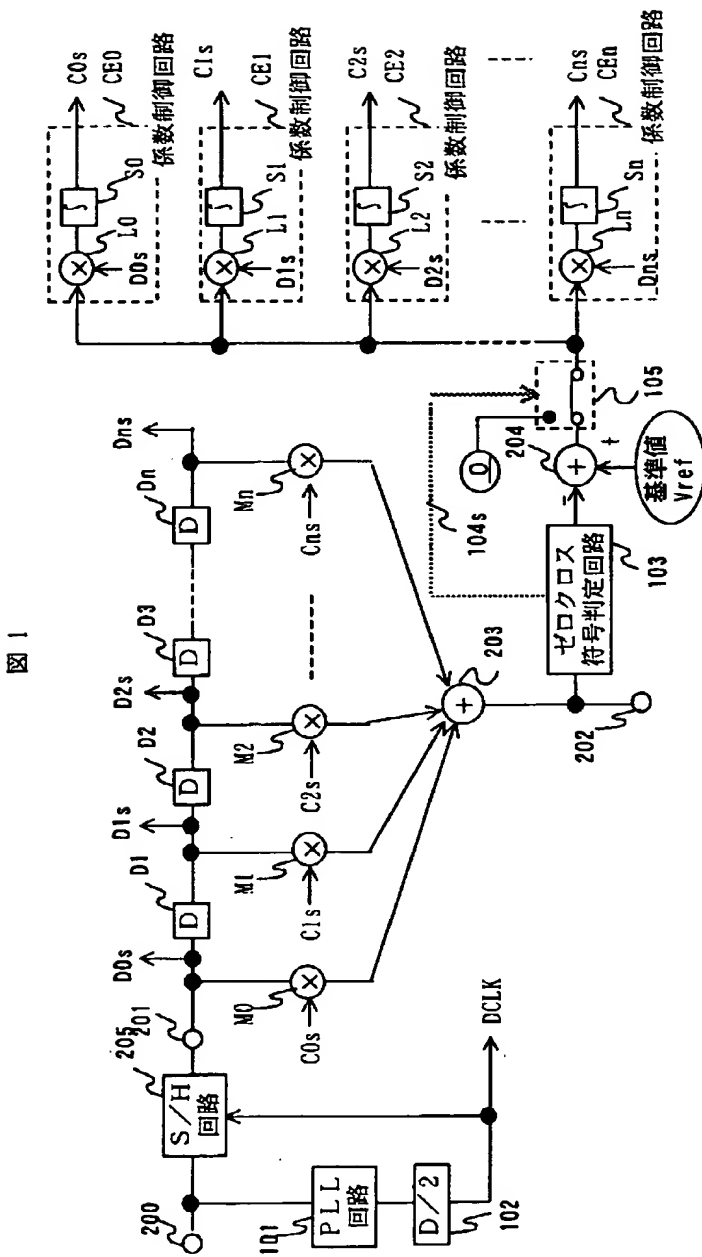 図 1
200
205
S/H
回路
201
D0s
D1
D
D1s
D2
D
D2s
D3
D
Dn
D
Dns
PLL
回路
101
D/2
102
DCLK
M0
C0s
M1
C1s
M2
C2s
Mn
Cns
203
202
ゼロクロス
符号判定回路
103
104s
0
204
105
基準値
Vref
D0s
L0
S0
C0s
CE0
係数制御回路
D1s
L1
S1
C1s
CE1
係数制御回路
D2s
L2
S2
C2s
CE2
係数制御回路
Dns
Ln
Sn
Cns
CEn
係数制御回路